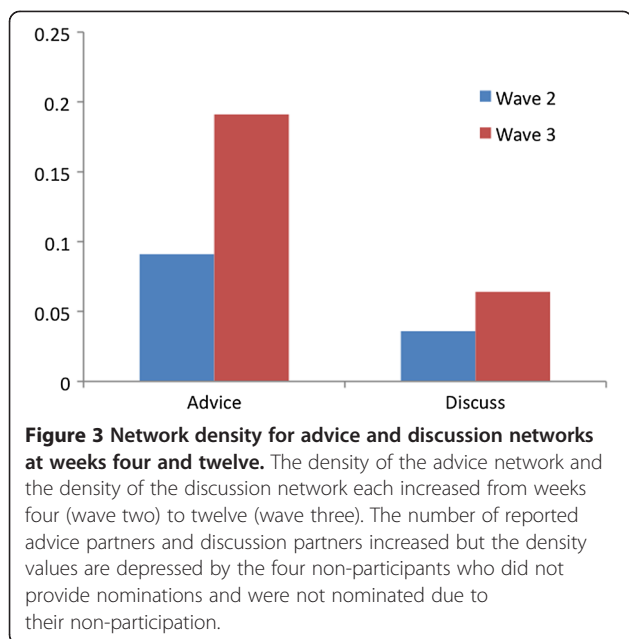 0.25
0.2
0.15
0.1
0.05
0
Wave 2
Wave 3
Advice
Discuss
Figure 3 Network density for advice and discussion networks
at weeks four and twelve. The density of the advice network and
the density of the discussion network each increased from weeks
four (wave two) to twelve (wave three). The number of reported
advice partners and discussion partners increased but the density
values are depressed by the four non-participants who did not
provide nominations and were not nominated due to
their non-participation.